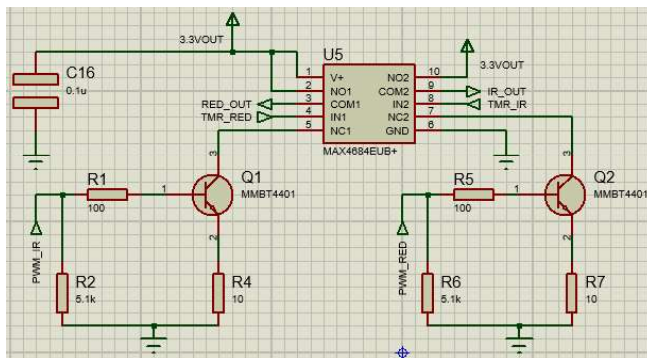 3.3VOUT
C16
0.1u
U5
3.3VOUT
1 V+ NO2 10
2 NO1 COM2 9 IR_OUT
RED_OUT 3 COM1 IN2 8 TMR_IR
TMR_RED 4 IN1 NC2 7
5 NC1 GND 6
MAX4684EUB+
R1
100
1
3
Q1
MMBT4401
2
PWM_IR
R2
5.1k
R4
10
R5
100
1
3
Q2
MMBT4401
2
PWM_RED
R6
5.1k
R7
10